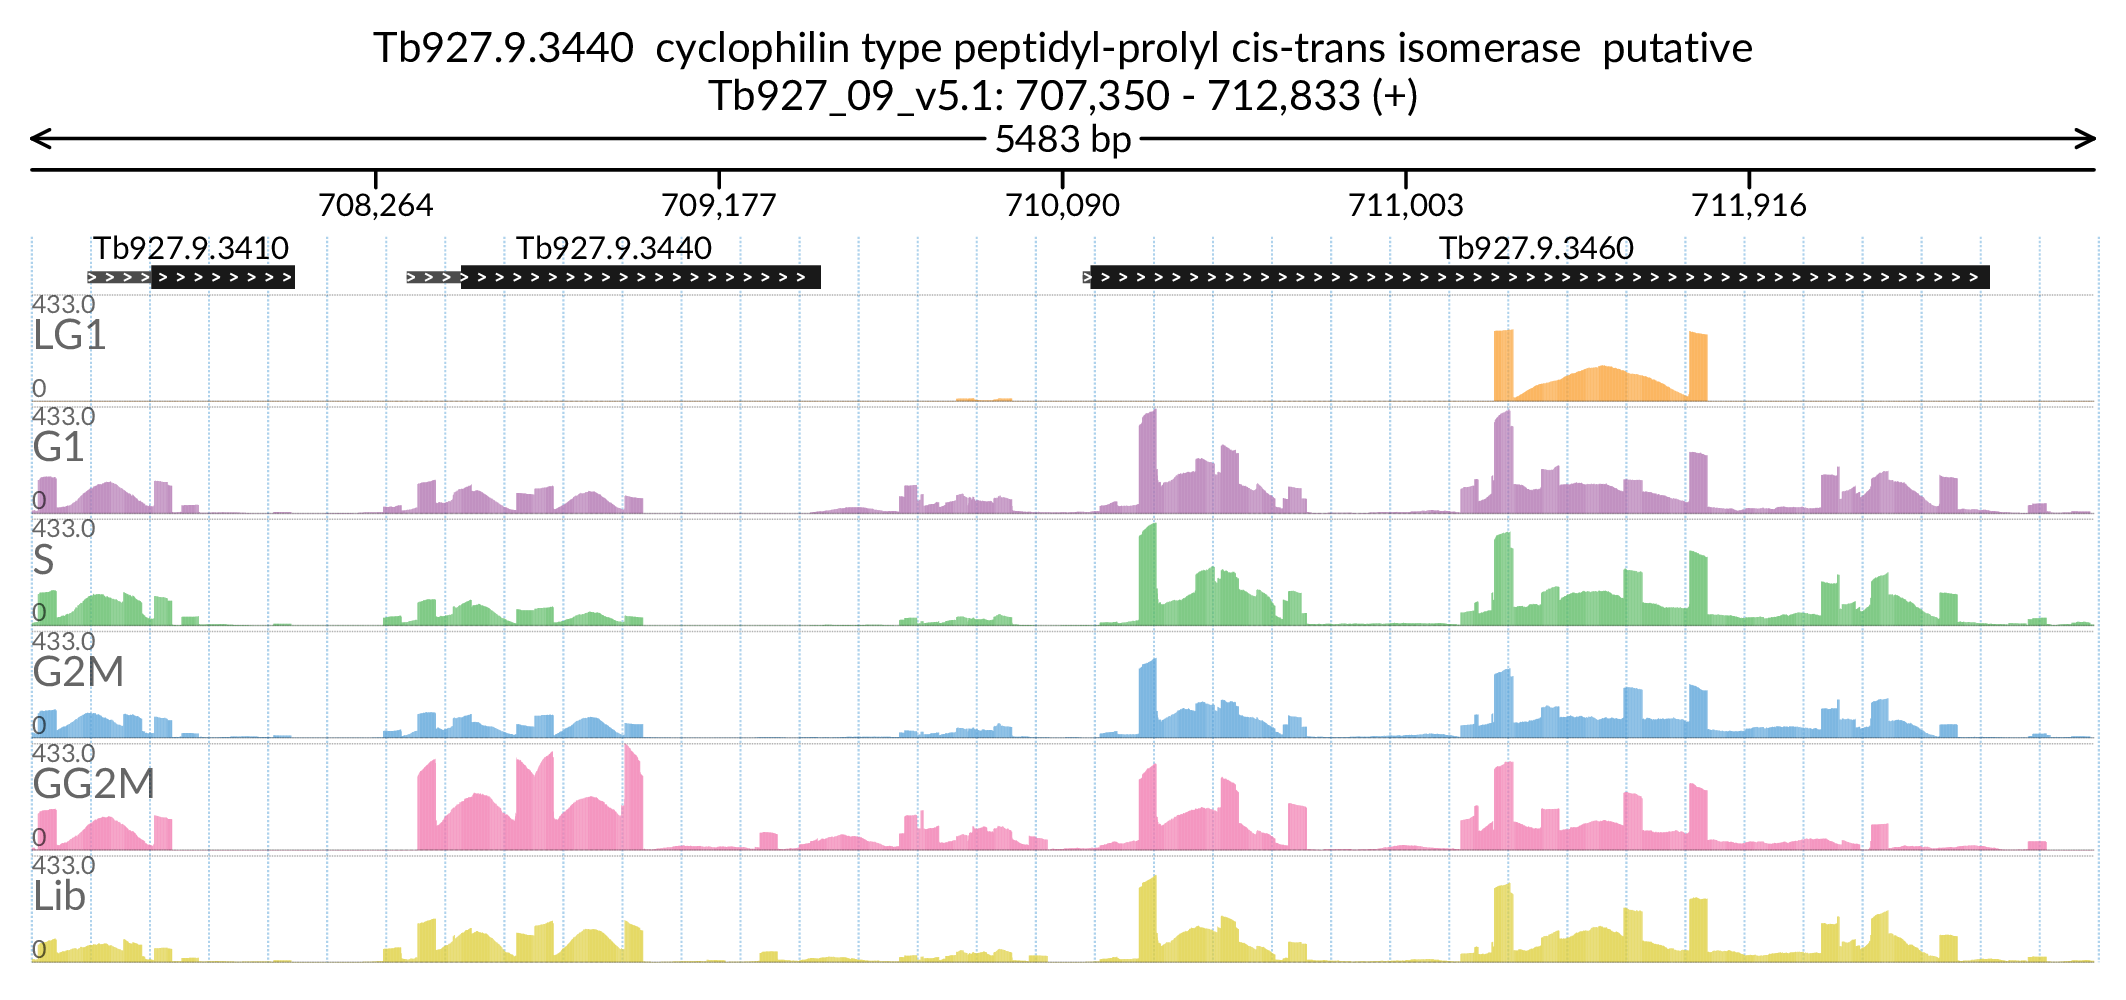 Tb927.9.3440  cyclophilin type peptidyl-prolyl cis-trans isomerase  putative
Tb927_09_v5.1: 707,350 - 712,833 (+)
5483 bp
708,264 709,177 710,090 711,003 711,916
Tb927.9.3410 Tb927.9.3440 Tb927.9.3460
433.0
LG1
0
433.0
G1
0
433.0
S
0
433.0
G2M
0
433.0
GG2M
0
433.0
Lib
0